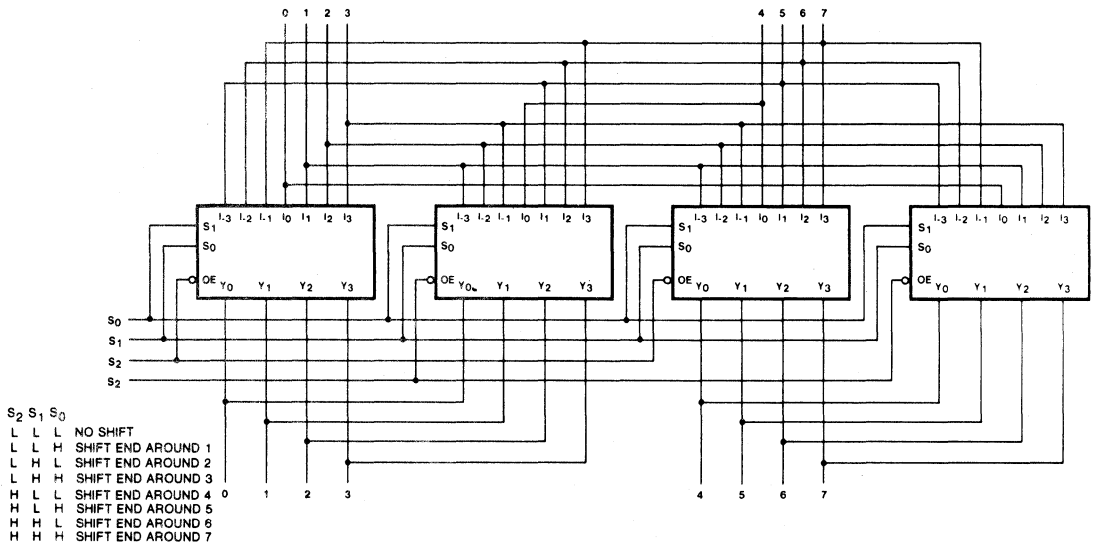 0 1 2 3 4 5 6 7
I-3 I-2 I-1 I0 I1 I2 I3
S1
S0
OE Y0 Y1 Y2 Y3
I-3 I-2 I-1 I0 I1 I2 I3
S1
S0
OE Y0 Y1 Y2 Y3
I-3 I-2 I-1 I0 I1 I2 I3
S1
S0
OE Y0 Y1 Y2 Y3
I-3 I-2 I-1 I0 I1 I2 I3
S1
S0
OE Y0 Y1 Y2 Y3
S0
S1
S2
S2
S2 S1 S0
L L L NO SHIFT
L L H SHIFT END AROUND 1
L H L SHIFT END AROUND 2
L H H SHIFT END AROUND 3
H L L SHIFT END AROUND 4
H L H SHIFT END AROUND 5
H H L SHIFT END AROUND 6
H H H SHIFT END AROUND 7
0 1 2 3 4 5 6 7